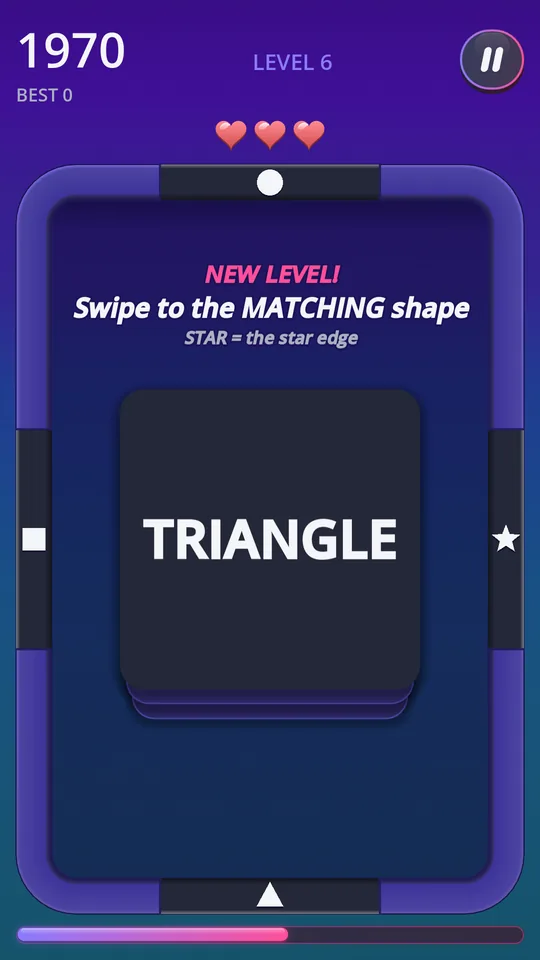 1970
LEVEL 6
BEST 0
NEW LEVEL!
Swipe to the MATCHING shape
STAR = the star edge
TRIANGLE